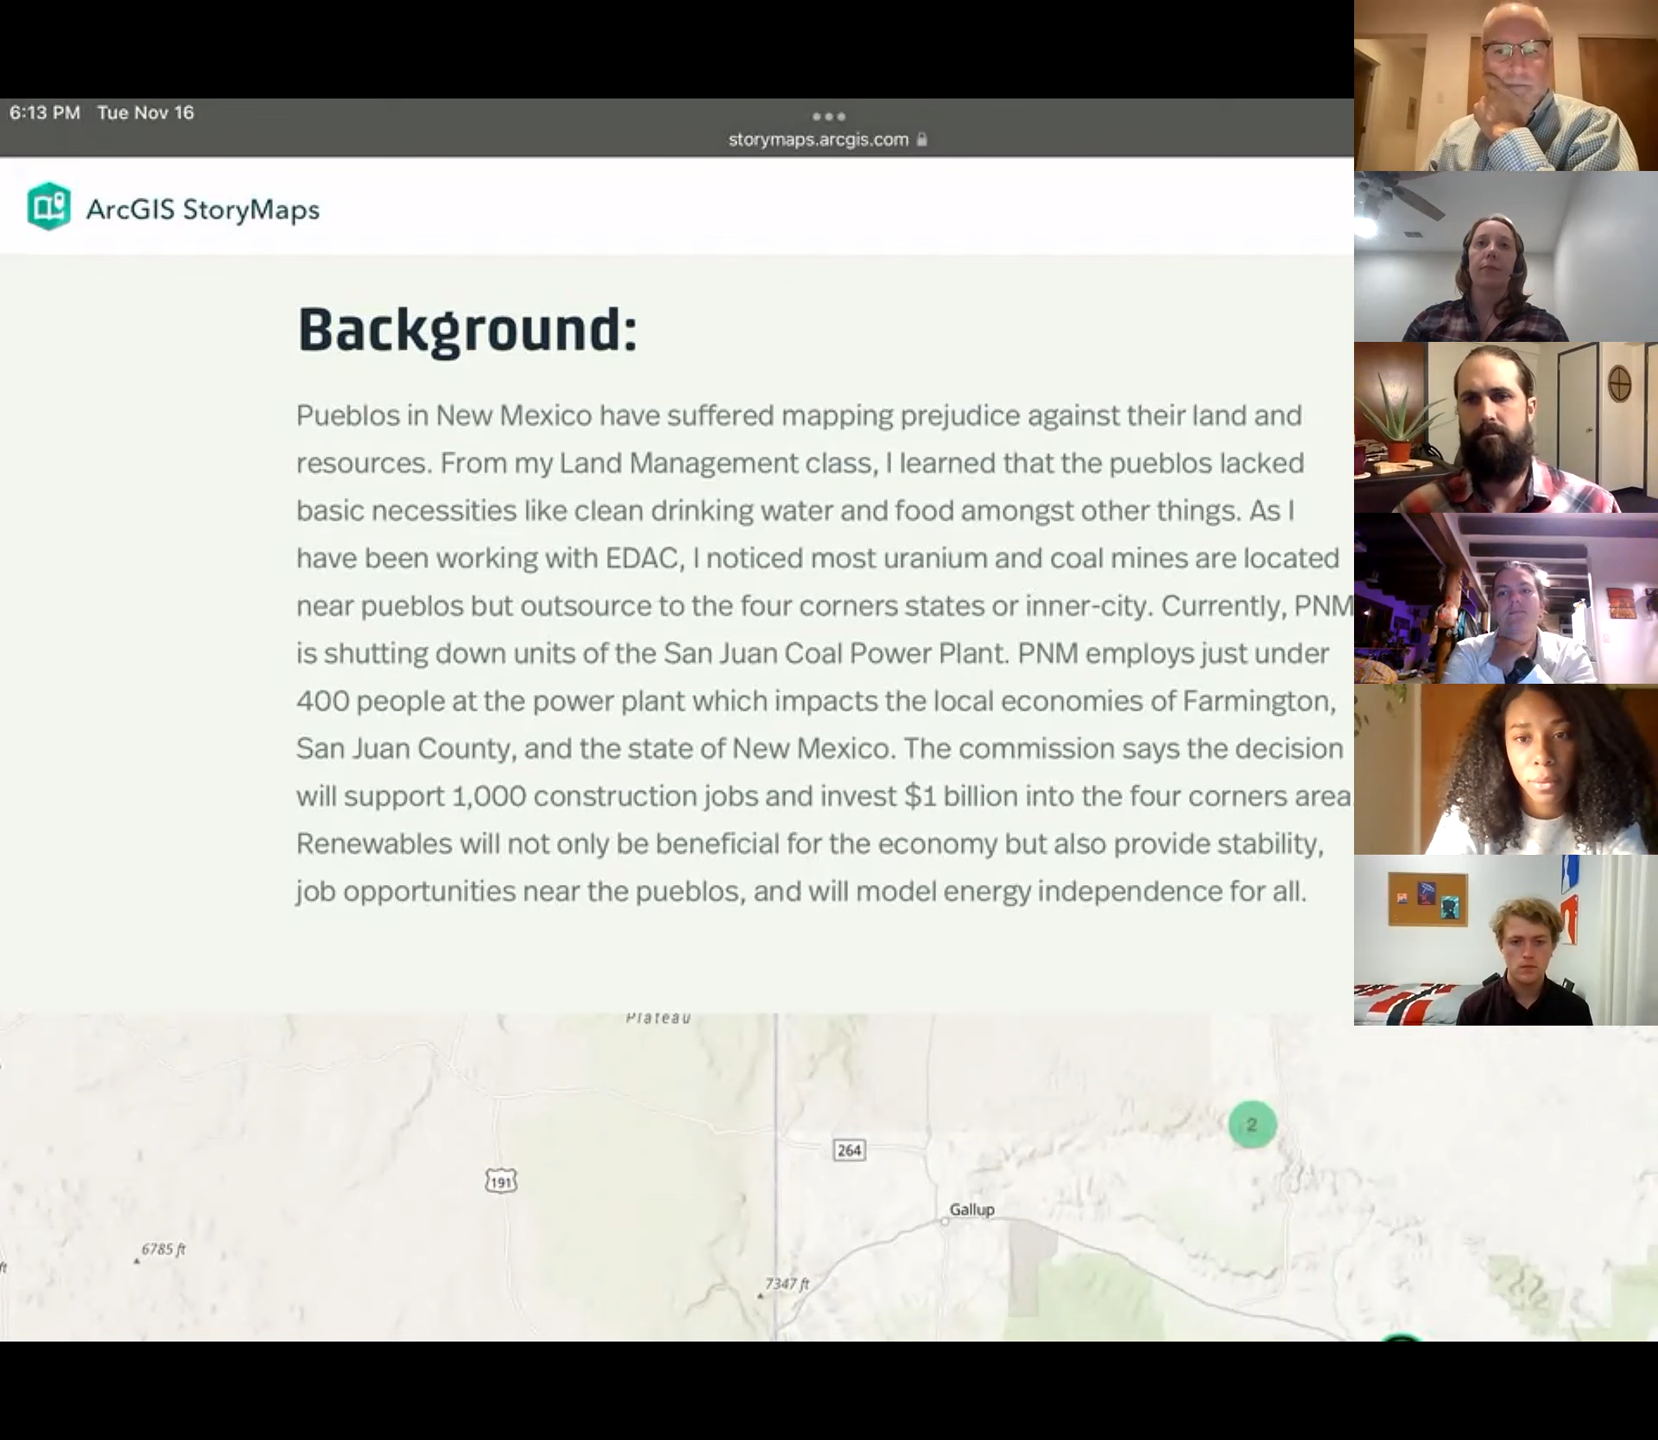 6:13 PM Tue Nov 16
storymaps.arcgis.com
ArcGIS StoryMaps
Background:
Pueblos in New Mexico have suffered mapping prejudice against their land and
resources. From my Land Management class, I learned that the pueblos lacked
basic necessities like clean drinking water and food amongst other things. As I
have been working with EDAC, I noticed most uranium and coal mines are located
near pueblos but outsource to the four corners states or inner-city. Currently, PNM
is shutting down units of the San Juan Coal Power Plant. PNM employs just under
400 people at the power plant which impacts the local economies of Farmington,
San Juan County, and the state of New Mexico. The commission says the decision
will support 1,000 construction jobs and invest $1 billion into the four corners area
Renewables will not only be beneficial for the economy but also provide stability,
job opportunities near the pueblos, and will model energy independence for all.
Plateau
2
264
191
Gallup
6785 ft
ft
7347 ft